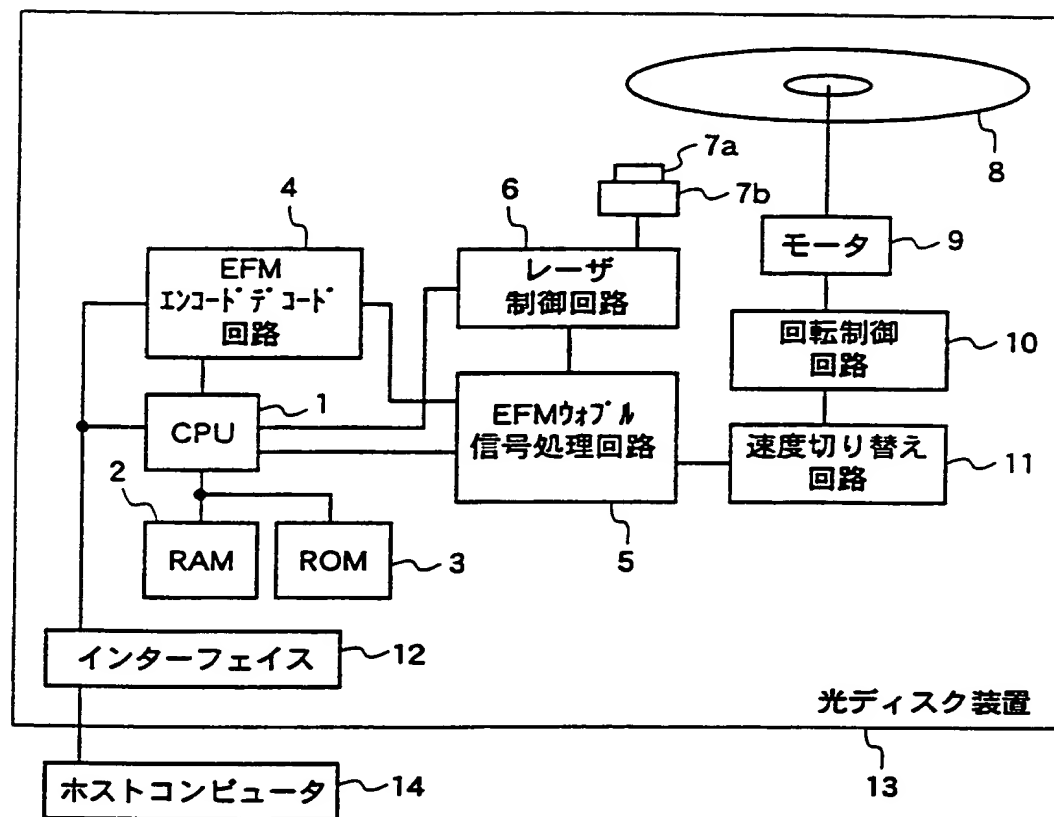 7a
7b
8
4
6
EFM
エンコードデコード
回路
レーザ
制御回路
モータ
9
回転制御
回路
10
1
CPU
EFMウォブル
信号処理回路
速度切り替え
回路
11
2
RAM
ROM
3
5
インターフェイス
12
光ディスク装置
13
ホストコンピュータ
14